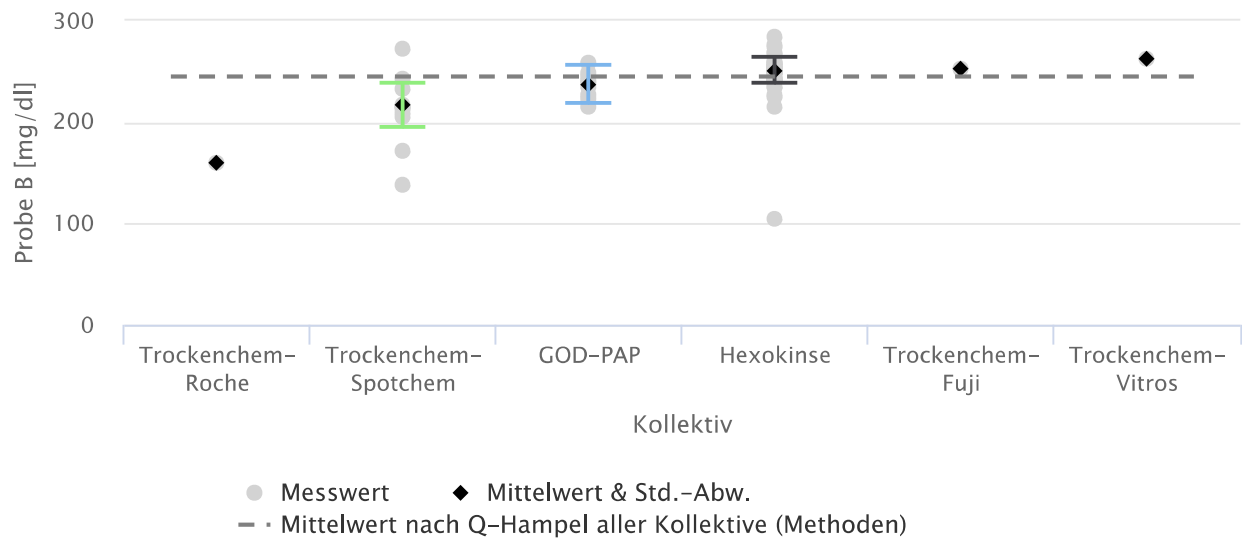 300
200
100
0
Probe B [mg/dl]
Trockenchem-
Roche
Trockenchem-
Spotchem
GOD-PAP
Hexokinse
Trockenchem-
Fuji
Trockenchem-
Vitros
Kollektiv
Messwert
Mittelwert & Std.-Abw.
Mittelwert nach Q-Hampel aller Kollektive (Methoden)